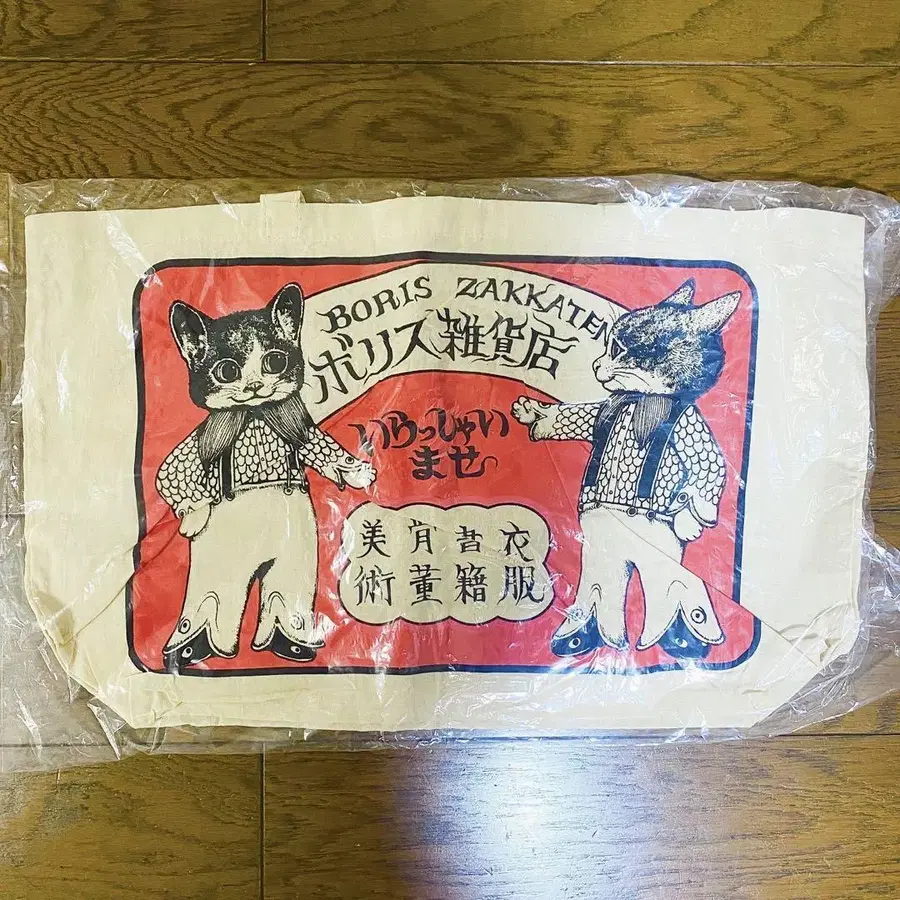 BORIS ZAKKATEN
ボリス雑貨店
いらっしゃい
ませ
衣服
書籍
骨董
美術